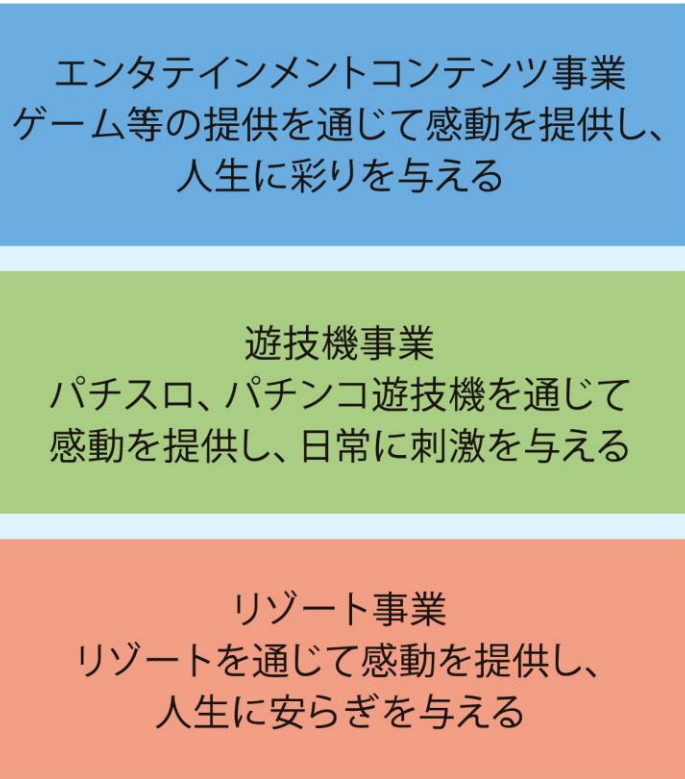 エンタテインメントコンテンツ事業
ゲーム等の提供を通じて感動を提供し、
人生に彩りを与える
遊技機事業
パチスロ、パチンコ遊技機を通じて
感動を提供し、日常に刺激を与える
リゾート事業
リゾートを通じて感動を提供し、
人生に安らぎを与える